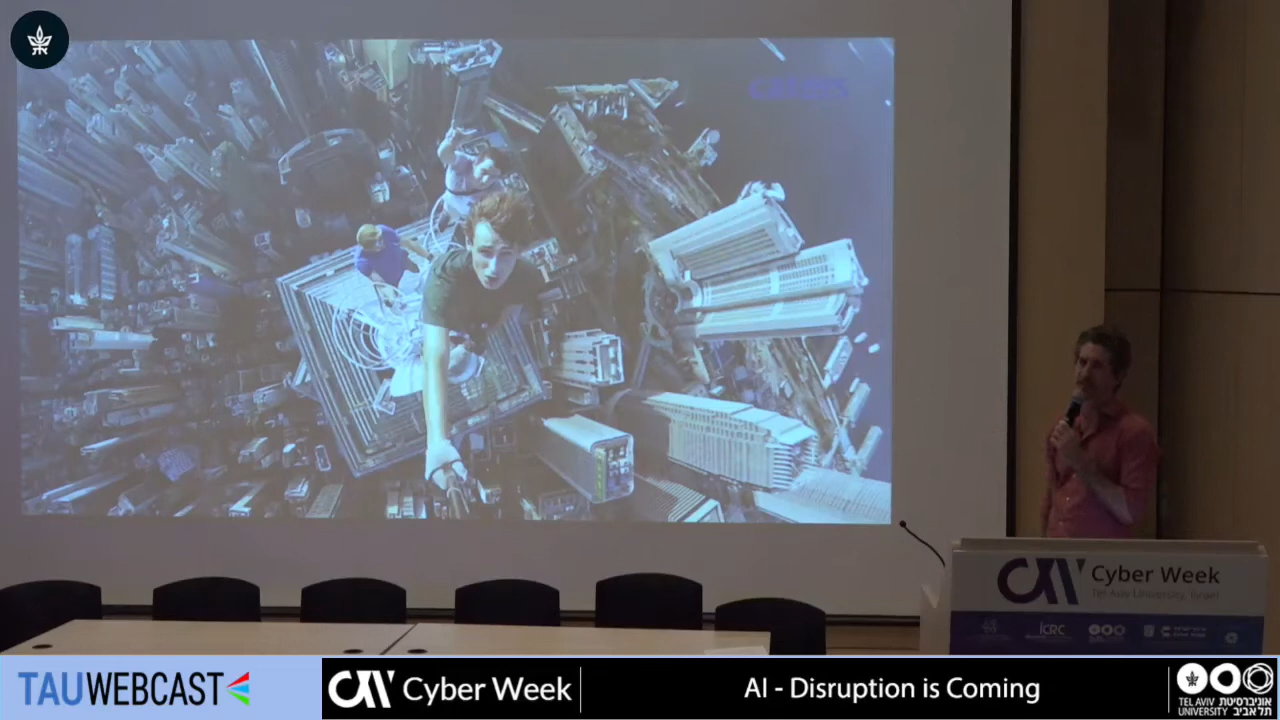 Cyber Week
Tel Aviv University, Israel
ICRC
TAUWEBCAST
Cyber Week
AI - Disruption is Coming
TEL AVIV אוניברסיטת
UNIVERSITY תל אביב